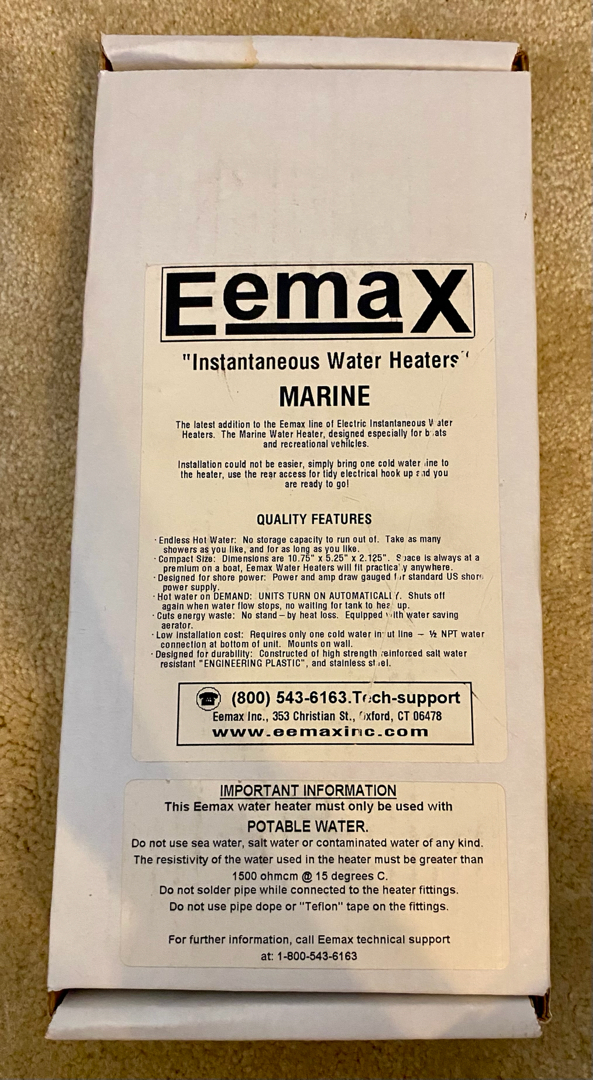 Eemax
"Instantaneous Water Heaters"
MARINE
The latest addition to the Eemax line of Electric Instantaneous Water
Heaters. The Marine Water Heater, designed especially for boats
and recreational vehilcles.
Installation could not be easier, simply bring one cold water line to
the heater, use the rear access for tidy electrical hook up and you
are ready to go!
QUALITY FEATURES
· Endless Hot Water: No storage capacity to run out of. Take as many
showers as you like, and for as long as you like.
· Compact Size: Dimensions are 10.75" x 5.25" x 2.125". Space is always at a
premium on a boat, Eemax Water Heaters will fit practically anywhere.
· Designed for shore power: Power and amp draw gauged for standard US shore
power supply.
· Hot water on DEMAND: UNITS TURN ON AUTOMATICALLY. Shuts off
again when water flow stops, no waiting for tank to heat up.
· Cuts energy waste: No stand – by heat loss. Equipped with water saving
aerator.
· Low installation cost: Requires only one cold water input line – ½ NPT water
connection at bottom of unit. Mounts on wall.
· Designed for durability: Constructed of high strength reinforced salt water
resistant "ENGINEERING PLASTIC", and stainless steel.
(800) 543-6163.Tech-support
Eemax Inc., 353 Christian St., Oxford, CT 06478
www.eemaxinc.com
IMPORTANT INFORMATION
This Eemax water heater must only be used with
POTABLE WATER.
Do not use sea water, salt water or contaminated water of any kind.
The resistivity of the water used in the heater must be greater than
1500 ohmcm @ 15 degrees C.
Do not solder pipe while connected to the heater fittings.
Do not use pipe dope or "Teflon" tape on the fittings.
For further information, call Eemax technical support
at: 1-800-543-6163